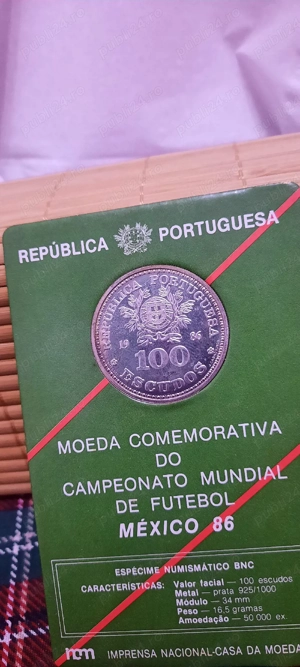 REPÚBLICA PORTUGUESA
REPUBLICA PORTUGUESA
19 86
100
ESCUDOS
MOEDA COMEMORATIVA
DO
CAMPEONATO MUNDIAL
DE FUTEBOL
MÉXICO 86
ESPÉCIME NUMISMÁTICO BNC
CARACTERÍSTICAS: Valor facial — 100 escudos
Metal — prata 925/1000
Módulo — 34 mm
Peso — 16,5 gramas
Amoedação — 50 000 ex.
incm IMPRENSA NACIONAL-CASA DA MOEDA